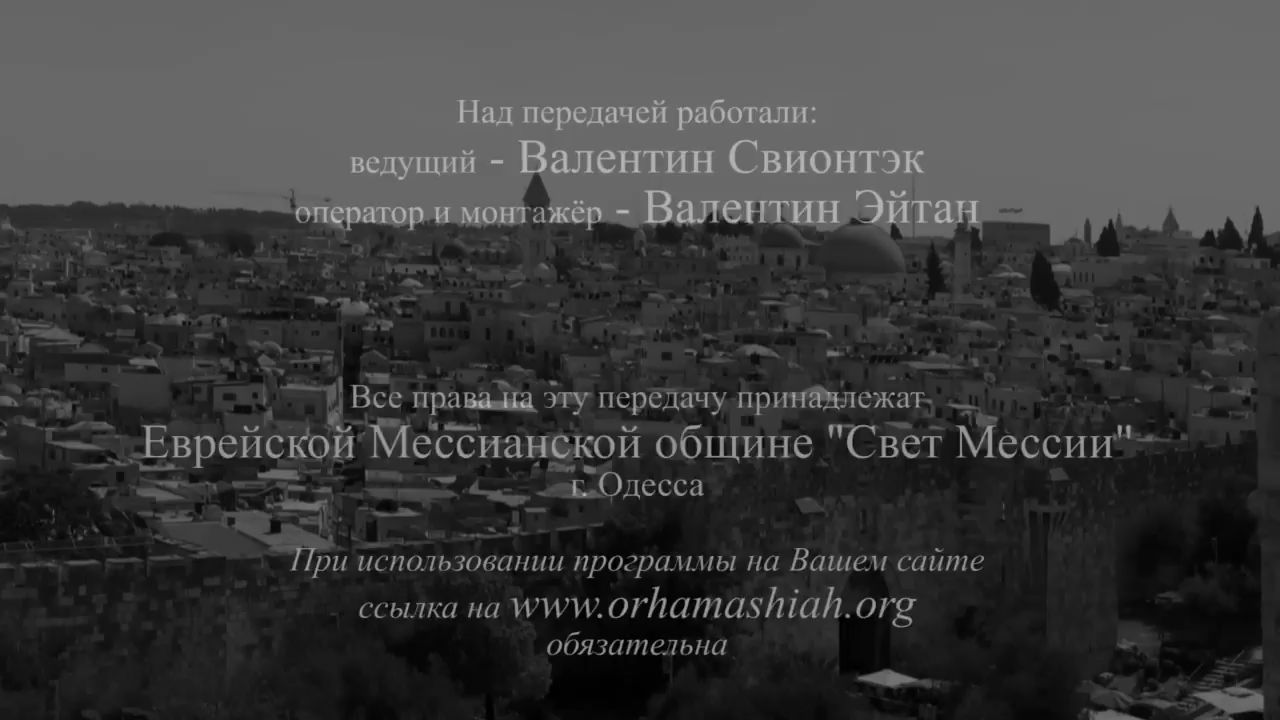 Над передачей работали:
ведущий - Валентин Свионтэк
оператор и монтажёр - Валентин Эйтан
Все права на эту передачу принадлежат
Еврейской Мессианской общине "Свет Мессии"
г. Одесса
При использовании программы на Вашем сайте
ссылка на www.orhamashiah.org
обязательна